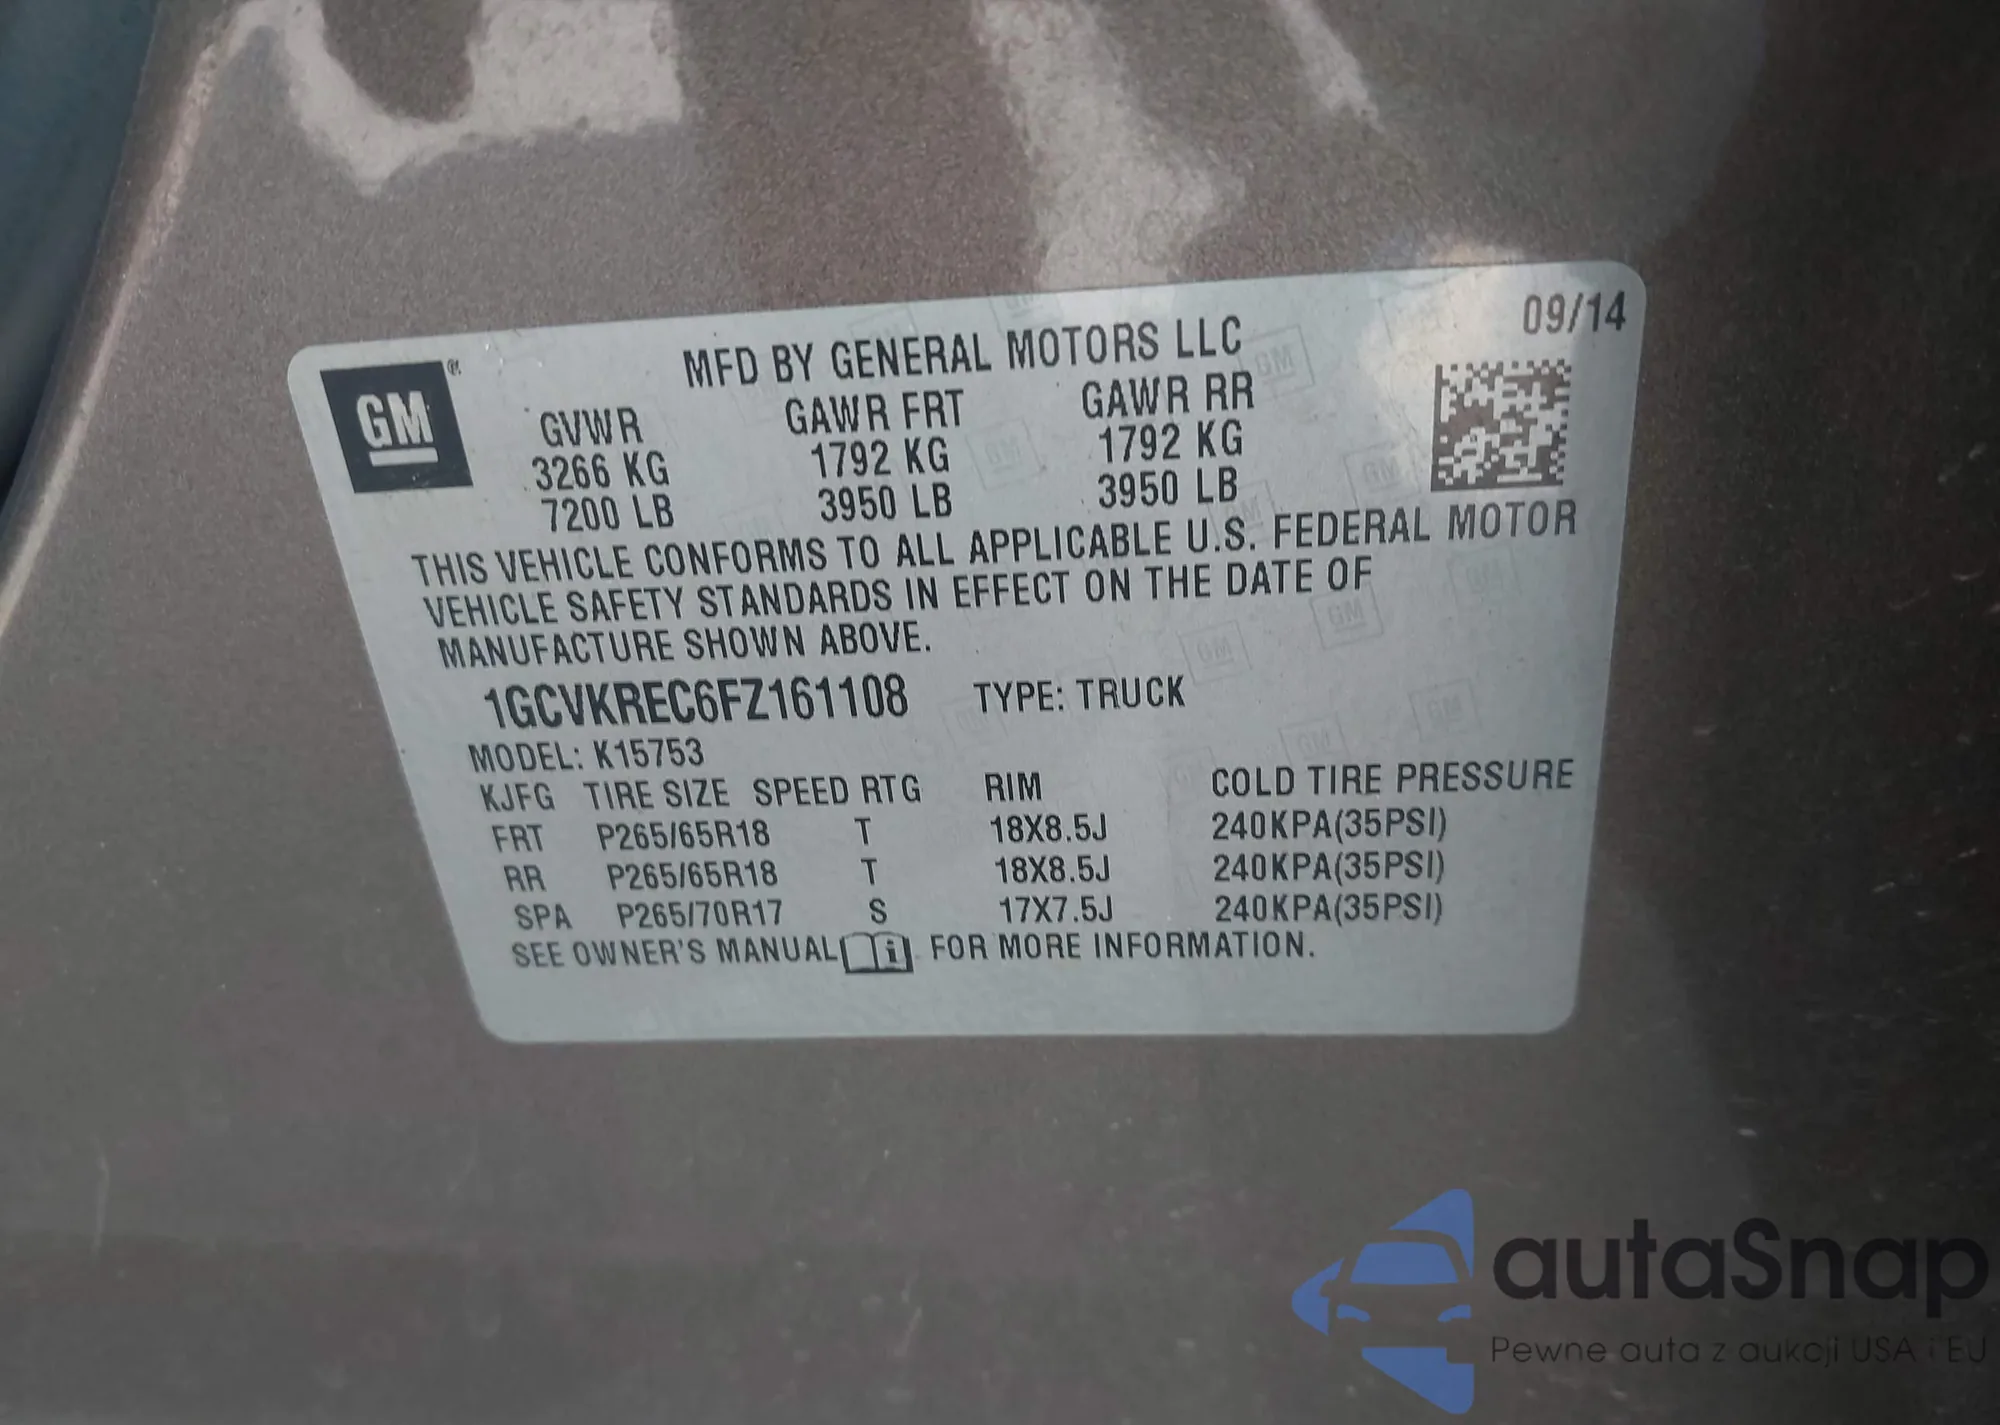 09/14
GM®
MFD BY GENERAL MOTORS LLC
GVWR GAWR FRT GAWR RR
3266 KG 1792 KG 1792 KG
7200 LB 3950 LB 3950 LB
THIS VEHICLE CONFORMS TO ALL APPLICABLE U.S. FEDERAL MOTOR
VEHICLE SAFETY STANDARDS IN EFFECT ON THE DATE OF
MANUFACTURE SHOWN ABOVE.
1GCVKREC6FZ161108 TYPE: TRUCK
MODEL: K15753
KJFG TIRE SIZE SPEED RTG RIM COLD TIRE PRESSURE
FRT P265/65R18 T 18X8.5J 240KPA(35PSI)
RR P265/65R18 T 18X8.5J 240KPA(35PSI)
SPA P265/70R17 S 17X7.5J 240KPA(35PSI)
SEE OWNER'S MANUAL i FOR MORE INFORMATION.
autaSnap
Pewne auta z aukcji USA i EU